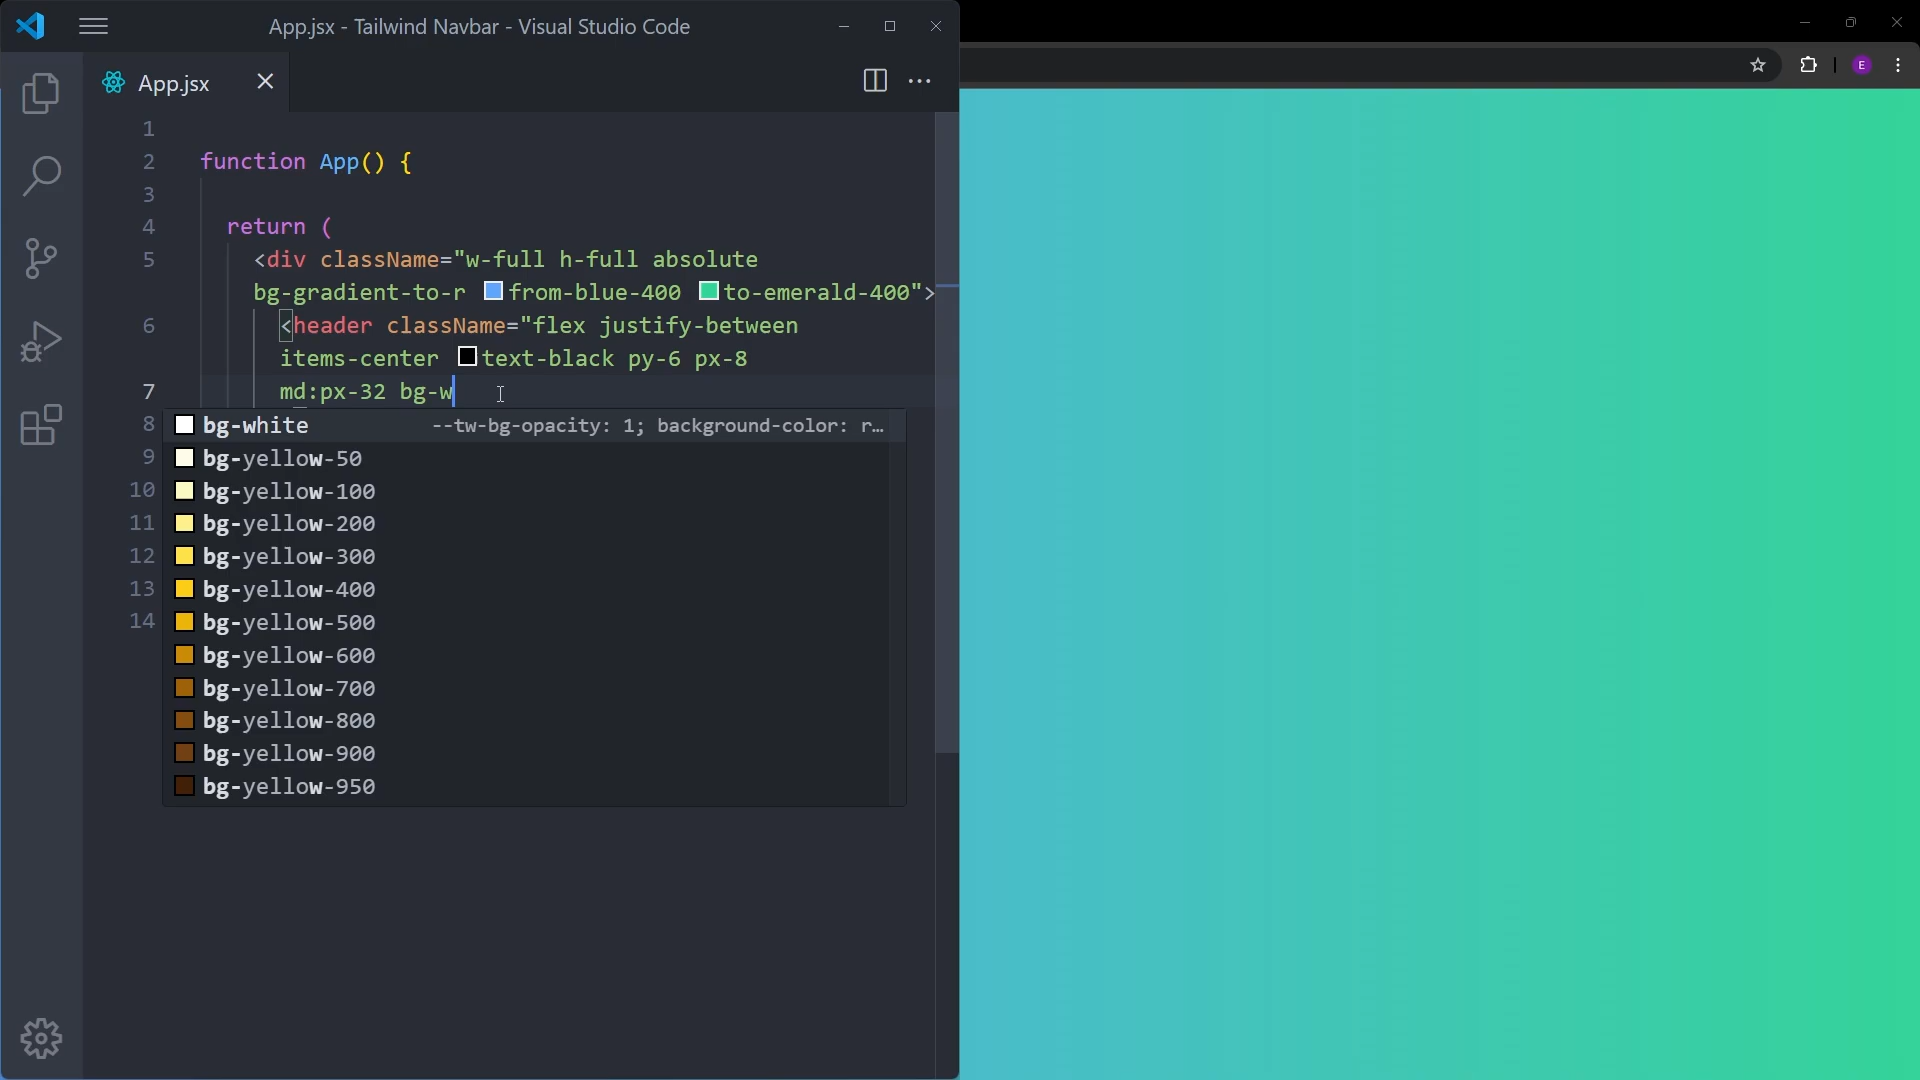 App.jsx - Tailwind Navbar - Visual Studio Code
E
App.jsx
1
2 function App() {
3
4 return (
5 <div className="w-full h-full absolute
bg-gradient-to-r from-blue-400 to-emerald-400">
6 <header className="flex justify-between
items-center text-black py-6 px-8
7 md:px-32 bg-w
8 bg-white --tw-bg-opacity: 1; background-color: r…
9 bg-yellow-50
10 bg-yellow-100
11 bg-yellow-200
12 bg-yellow-300
13 bg-yellow-400
14 bg-yellow-500
bg-yellow-600
bg-yellow-700
bg-yellow-800
bg-yellow-900
bg-yellow-950